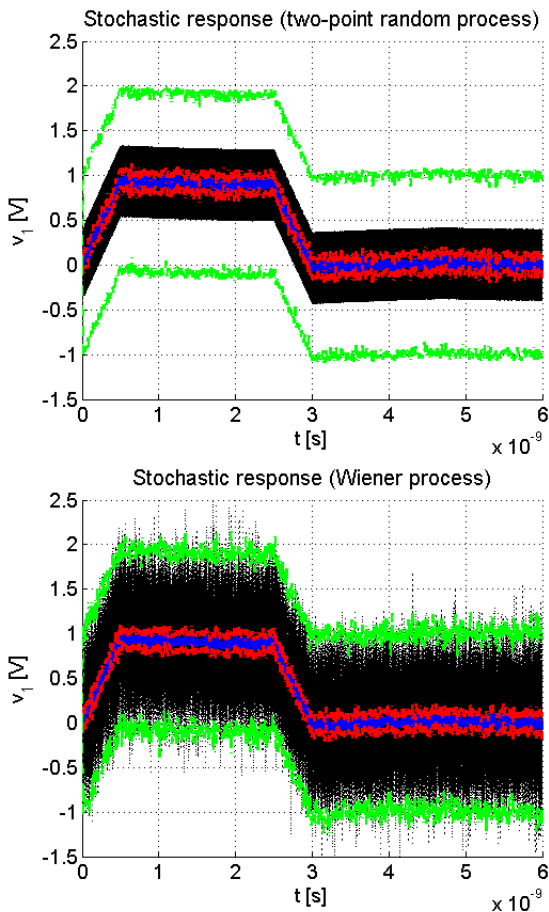 Stochastic response (two-point random process)
2.5
2
1.5
1
0.5
0
-0.5
-1
-1.5
v1 [V]
0 1 2 3 4 5 6
t [s]
x 10-9
Stochastic response (Wiener process)
2.5
2
1.5
1
0.5
0
-0.5
-1
-1.5
v1 [V]
0 1 2 3 4 5 6
t [s]
x 10-9